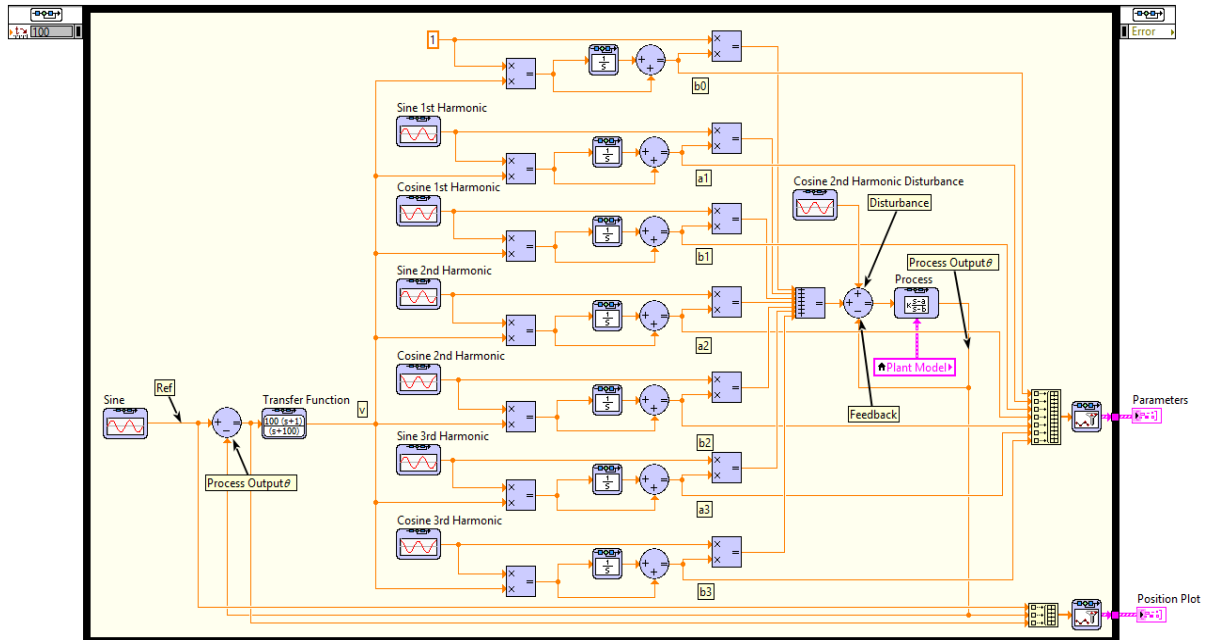 100
Error
1
b0
Sine 1st Harmonic
a1
Cosine 1st Harmonic
b1
Cosine 2nd Harmonic Disturbance
Disturbance
Process Outputθ
Process
Sine 2nd Harmonic
a2
Plant Model
Feedback
Cosine 2nd Harmonic
b2
Ref
Sine
Transfer Function
100 (s+1)
(s+100)
v
Process Outputθ
Parameters
Sine 3rd Harmonic
a3
Cosine 3rd Harmonic
b3
Position Plot